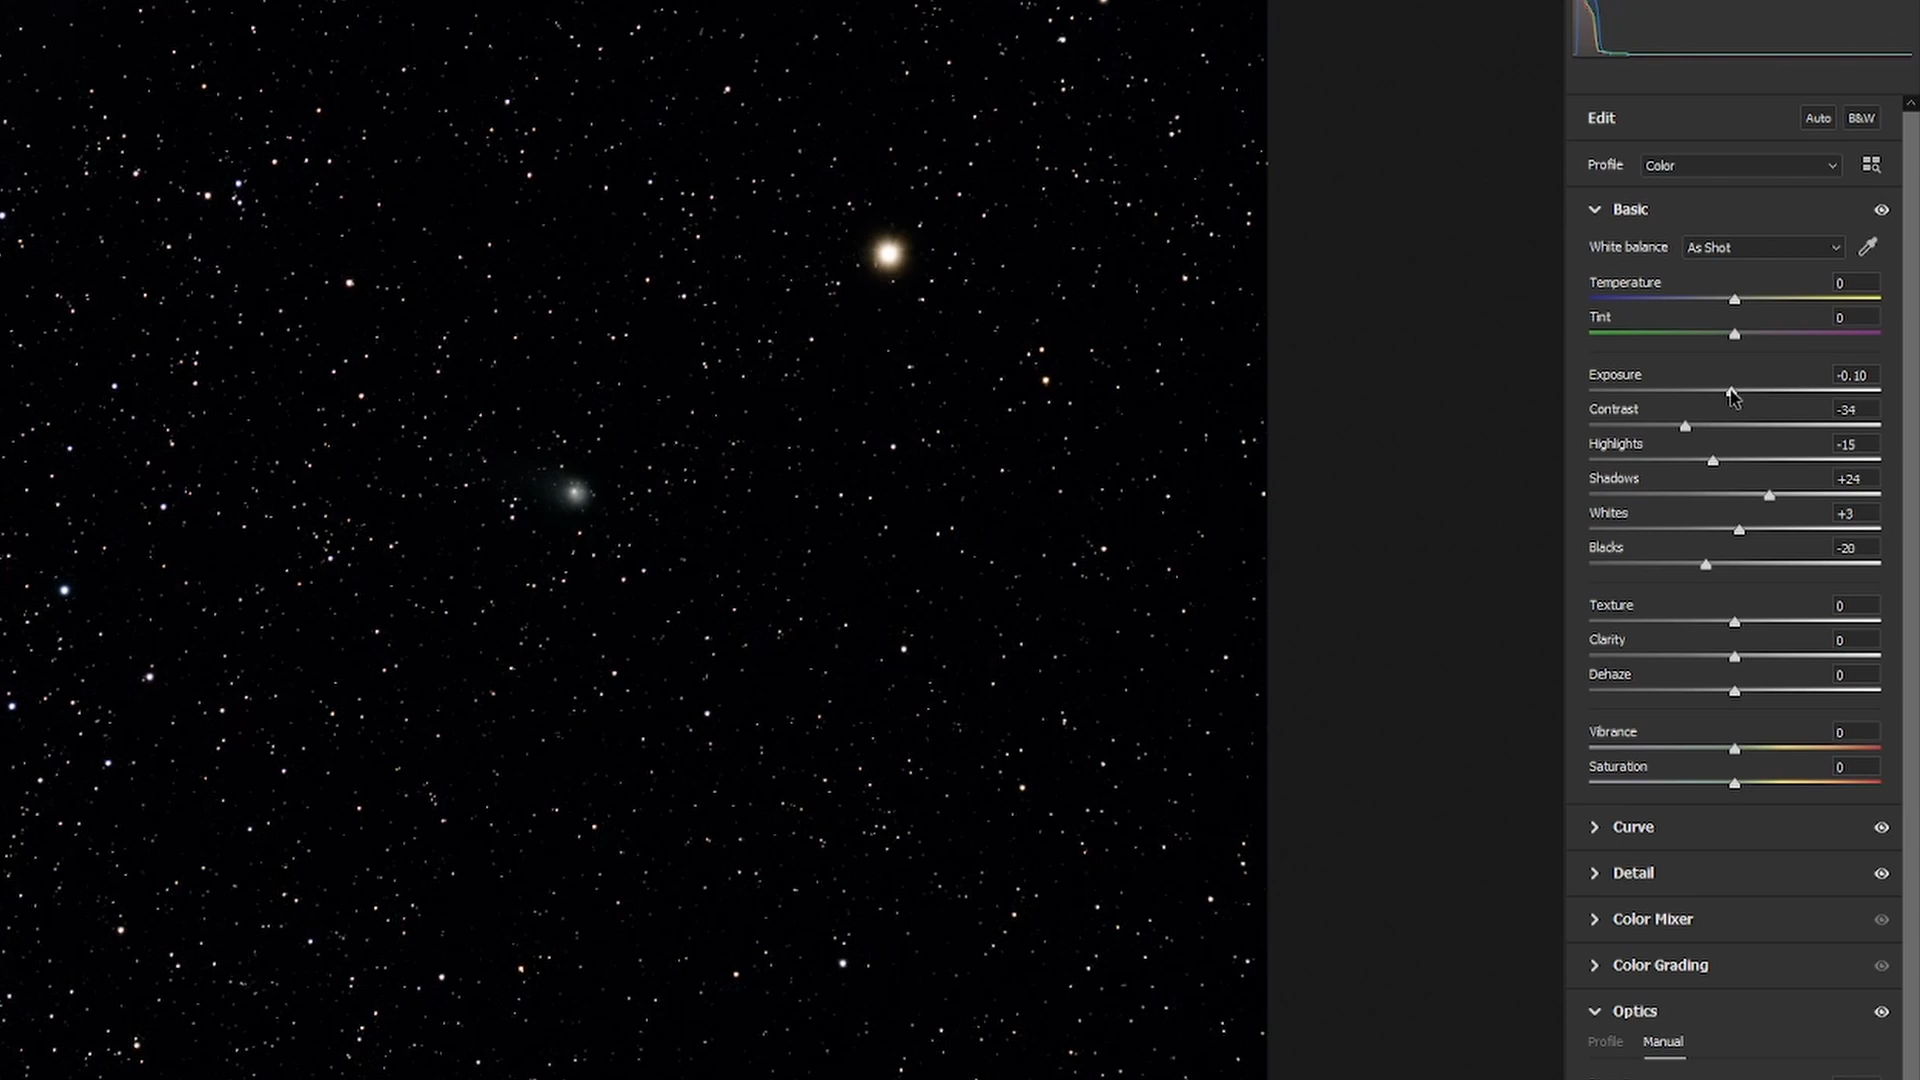 Edit Auto B&W
Profile Color
Basic
White balance As Shot
Temperature 0
Tint 0
Exposure -0.10
Contrast -34
Highlights -15
Shadows +24
Whites +3
Blacks -20
Texture 0
Clarity 0
Dehaze 0
Vibrance 0
Saturation 0
Curve
Detail
Color Mixer
Color Grading
Optics
Profile Manual